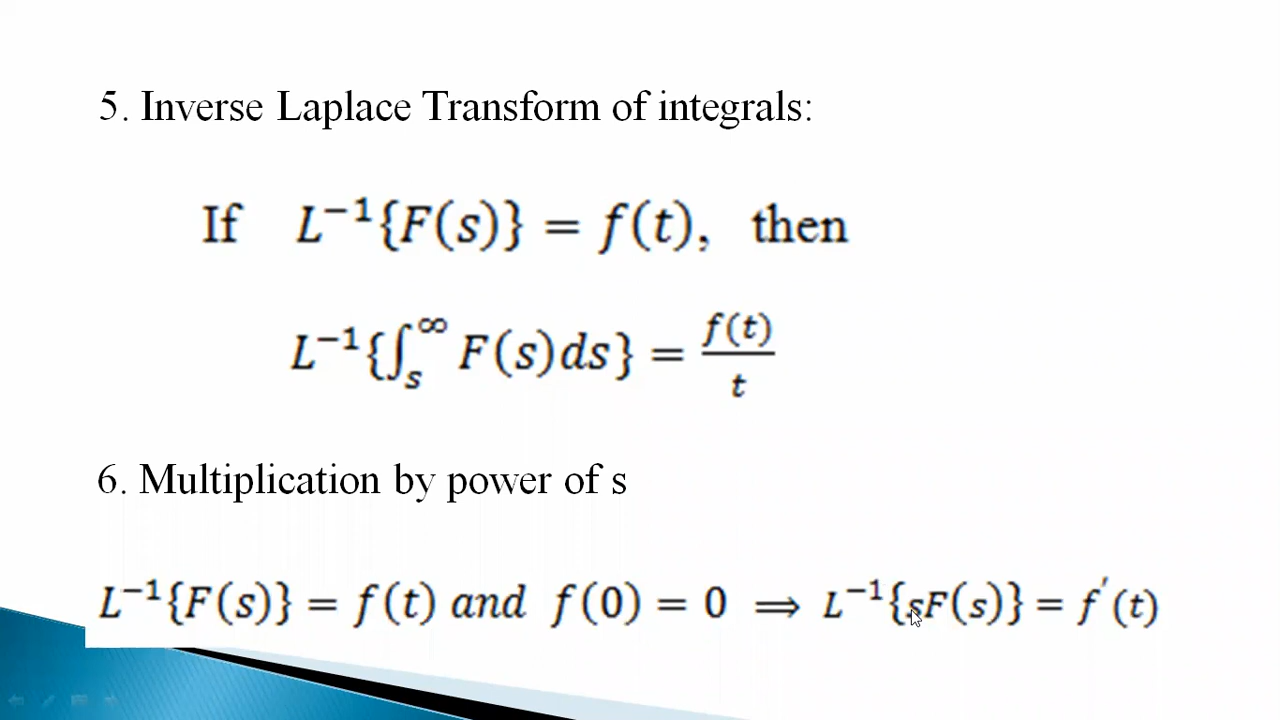 5. Inverse Laplace Transform of integrals:
If L⁻¹{F(s)} = f(t), then
L⁻¹{∫ₛ^∞ F(s)ds} = f(t)/t
6. Multiplication by power of s
L⁻¹{F(s)} = f(t) and f(0) = 0 ⟹ L⁻¹{sF(s)} = f′(t)